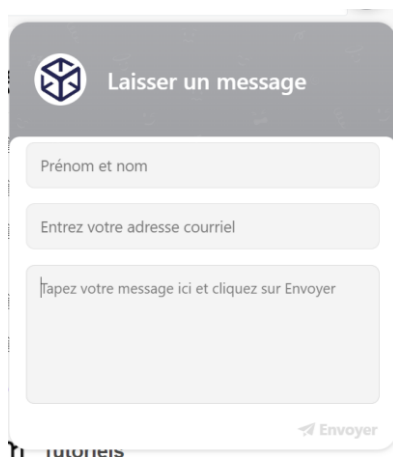 Laisser un message
Prénom et nom
Entrez votre adresse courriel
Tapez votre message ici et cliquez sur Envoyer
Envoyer
Tutoriels